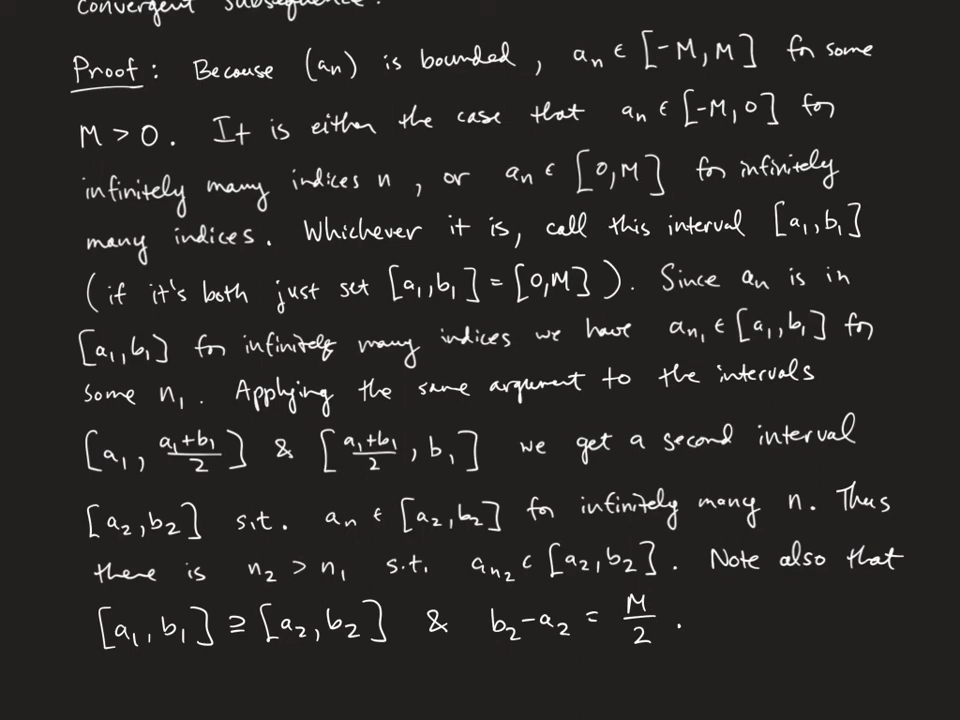 convergent subsequence.
Proof: Because (aₙ) is bounded, aₙ ∈ [-M, M] for some
M > 0. It is either the case that aₙ ∈ [-M, 0] for
infinitely many indices n, or aₙ ∈ [0, M] for infinitely
many indices. Whichever it is, call this interval [a₁, b₁]
(if it's both just set [a₁, b₁] = [0, M]). Since aₙ is in
[a₁, b₁] for infinitely many indices we have aₙ₁ ∈ [a₁, b₁] for
some n₁. Applying the same argument to the intervals
[a₁, (a₁+b₁)/2] & [(a₁+b₁)/2, b₁] we get a second interval
[a₂, b₂] s.t. aₙ ∈ [a₂, b₂] for infinitely many n. Thus
there is n₂ > n₁ s.t. aₙ₂ ∈ [a₂, b₂]. Note also that
[a₁, b₁] ⊇ [a₂, b₂] & b₂-a₂ = M/2.